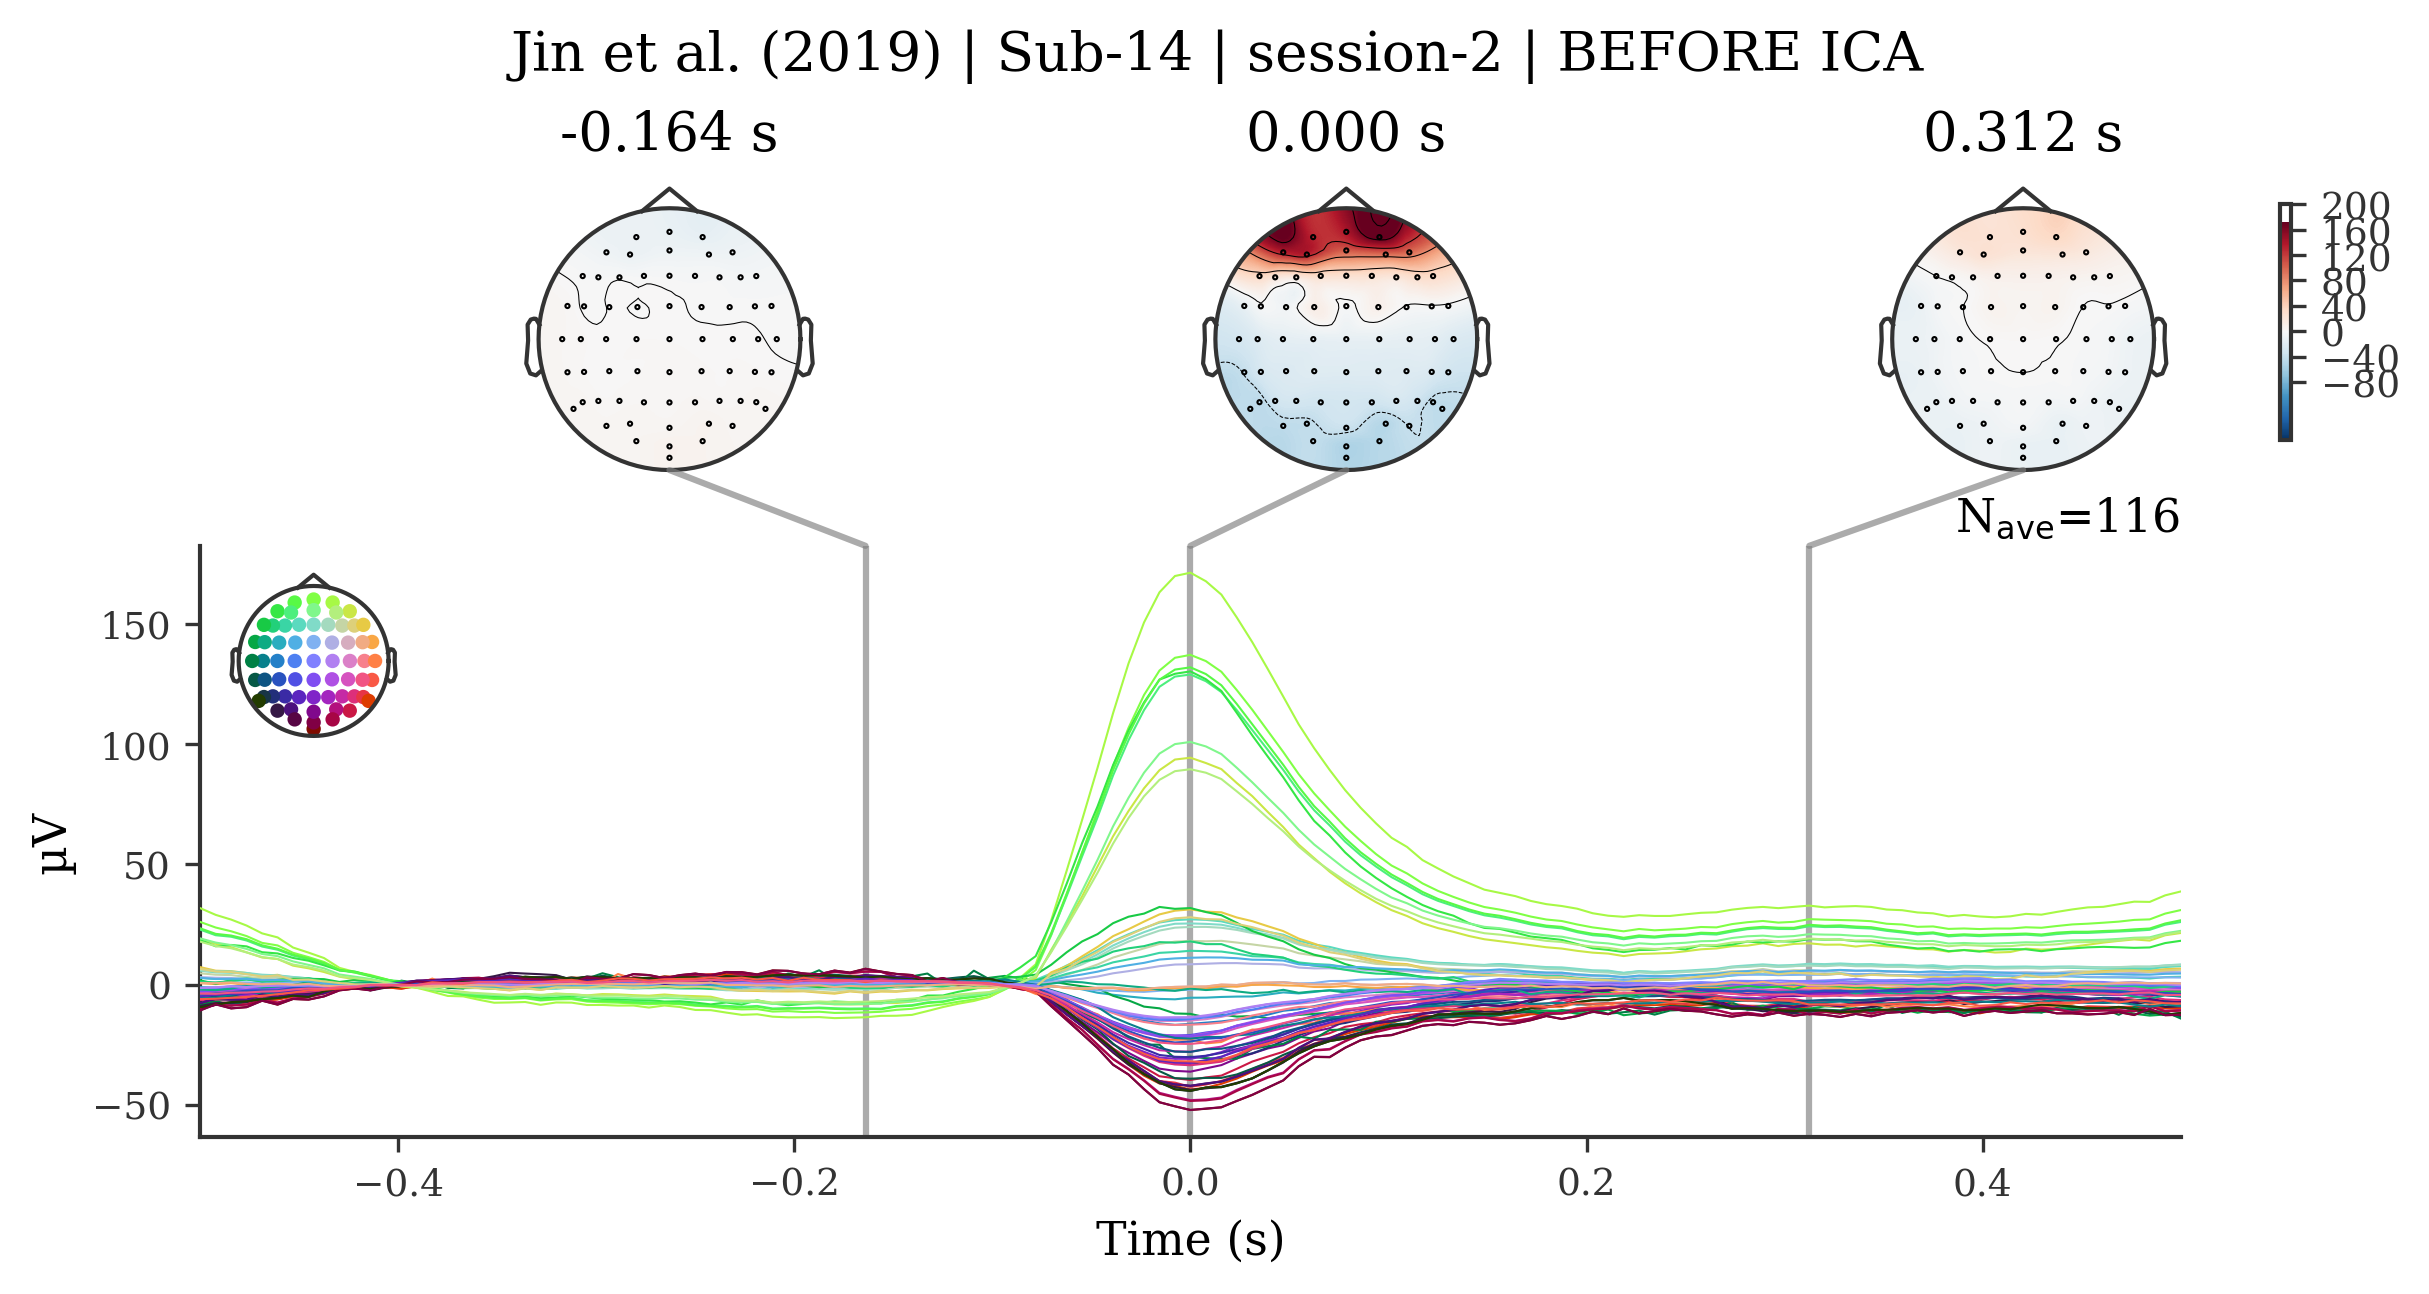 Jin et al. (2019) | Sub-14 | session-2 | BEFORE ICA
-0.164 s
0.000 s
0.312 s
200
160
120
80
40
0
−40
−80
Nave=116
µV
150
100
50
0
−50
−0.4
−0.2
0.0
0.2
0.4
Time (s)